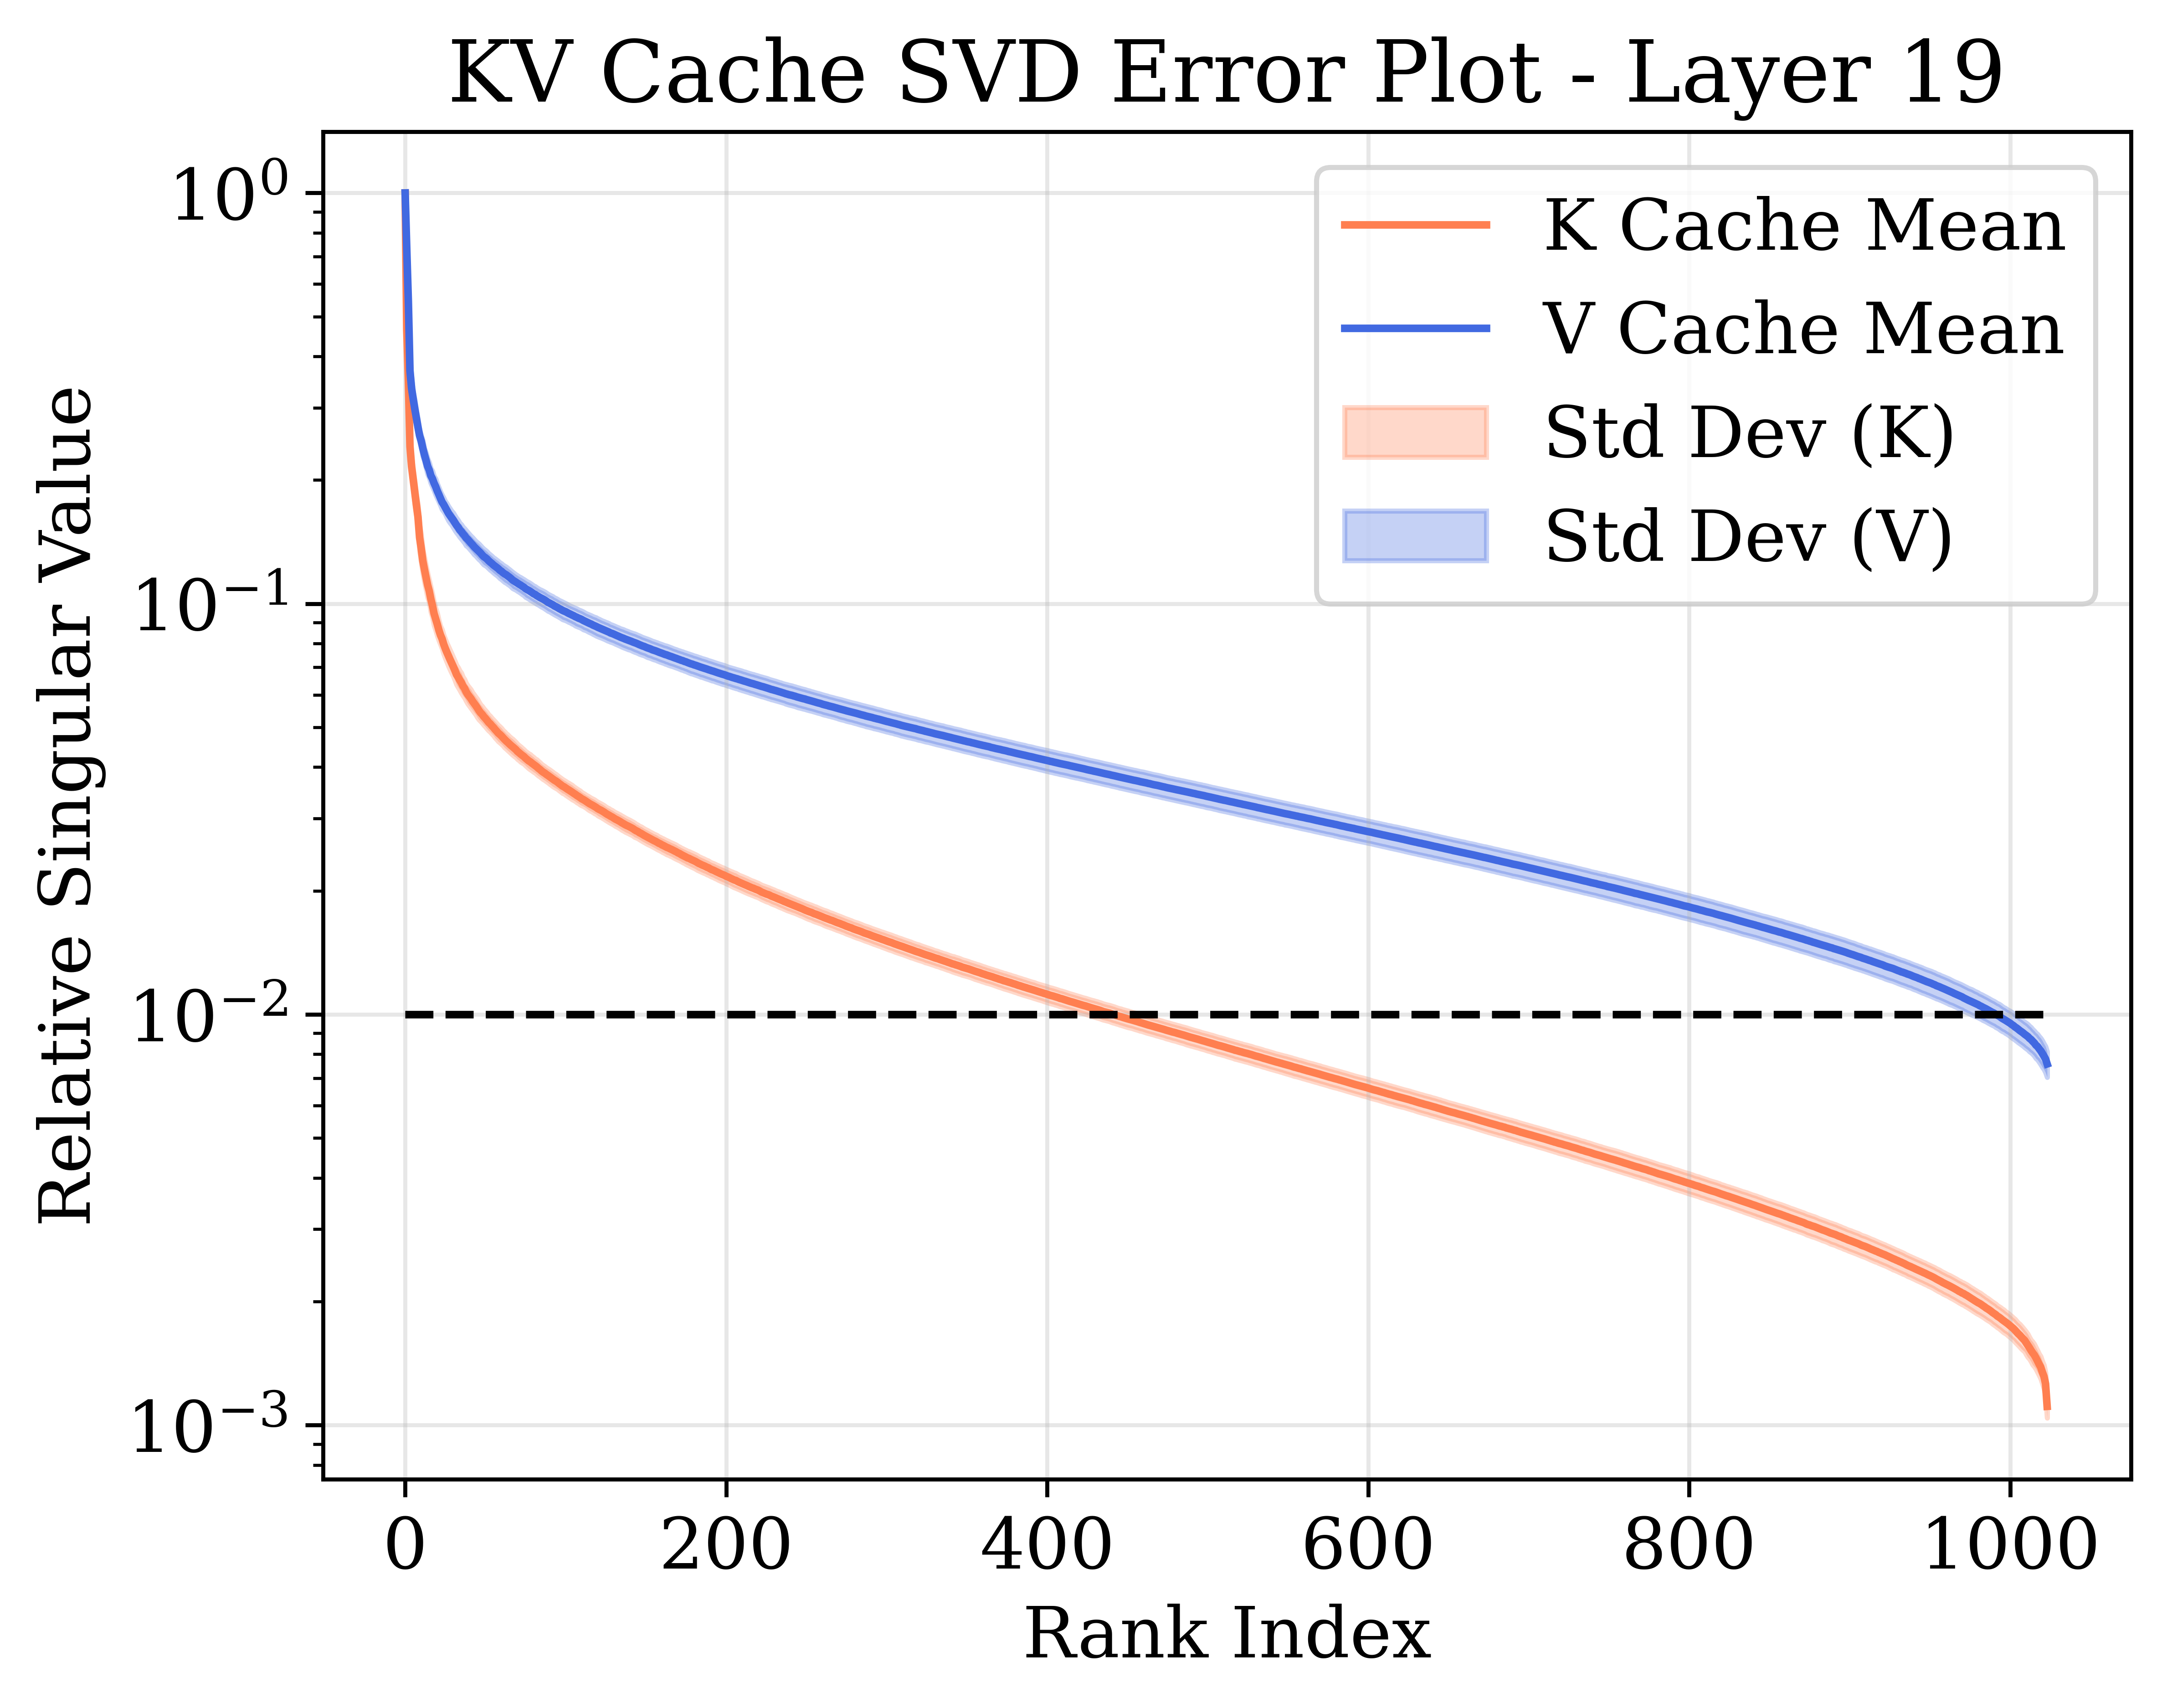 KV Cache SVD Error Plot - Layer 19
Relative Singular Value
10⁰
10⁻¹
10⁻²
10⁻³
K Cache Mean
V Cache Mean
Std Dev (K)
Std Dev (V)
0 200 400 600 800 1000
Rank Index